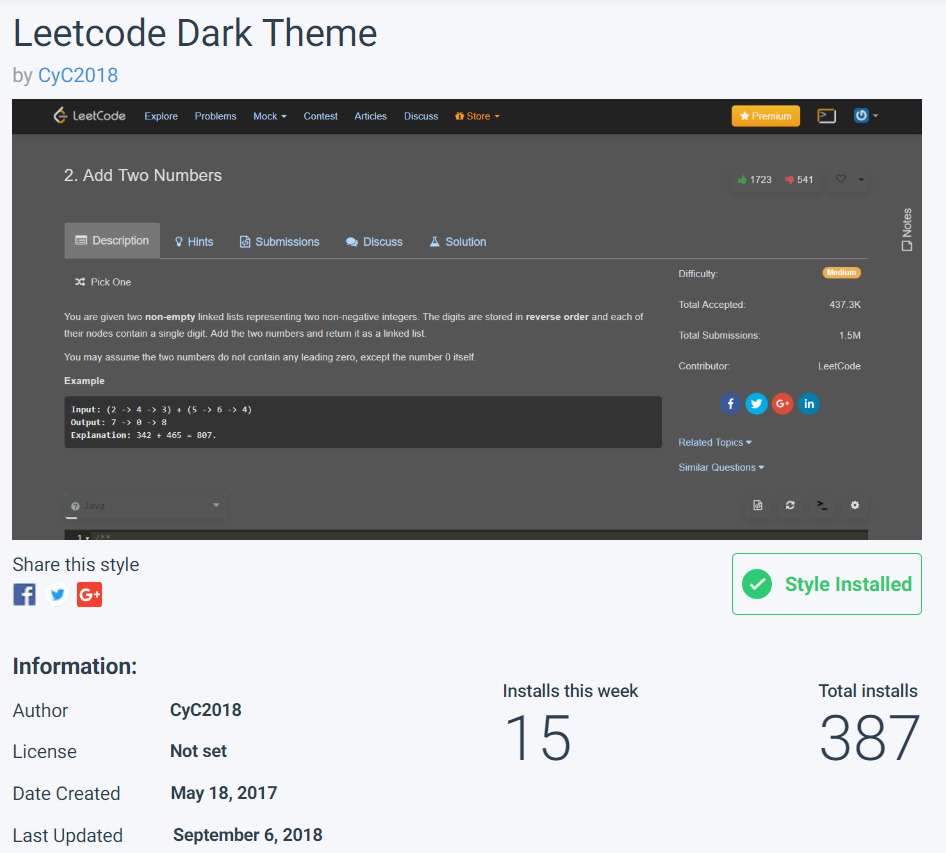 Leetcode Dark Theme
by CyC2018
LeetCode Explore Problems Mock Contest Articles Discuss Store Premium
2. Add Two Numbers
1723 541
Notes
Description Hints Submissions Discuss Solution
Pick One
Difficulty: Medium
Total Accepted: 437.3K
You are given two non-empty linked lists representing two non-negative integers. The digits are stored in reverse order and each of
their nodes contain a single digit. Add the two numbers and return it as a linked list.
Total Submissions: 1.5M
You may assume the two numbers do not contain any leading zero, except the number 0 itself.
Contributor: LeetCode
Example
Input: (2 -> 4 -> 3) + (5 -> 6 -> 4)
Output: 7 -> 0 -> 8
Explanation: 342 + 465 = 807.
Related Topics
Similar Questions
Java
1 /**
Share this style
Style Installed
Information:
Author CyC2018
License Not set
Date Created May 18, 2017
Last Updated September 6, 2018
Installs this week
15
Total installs
387